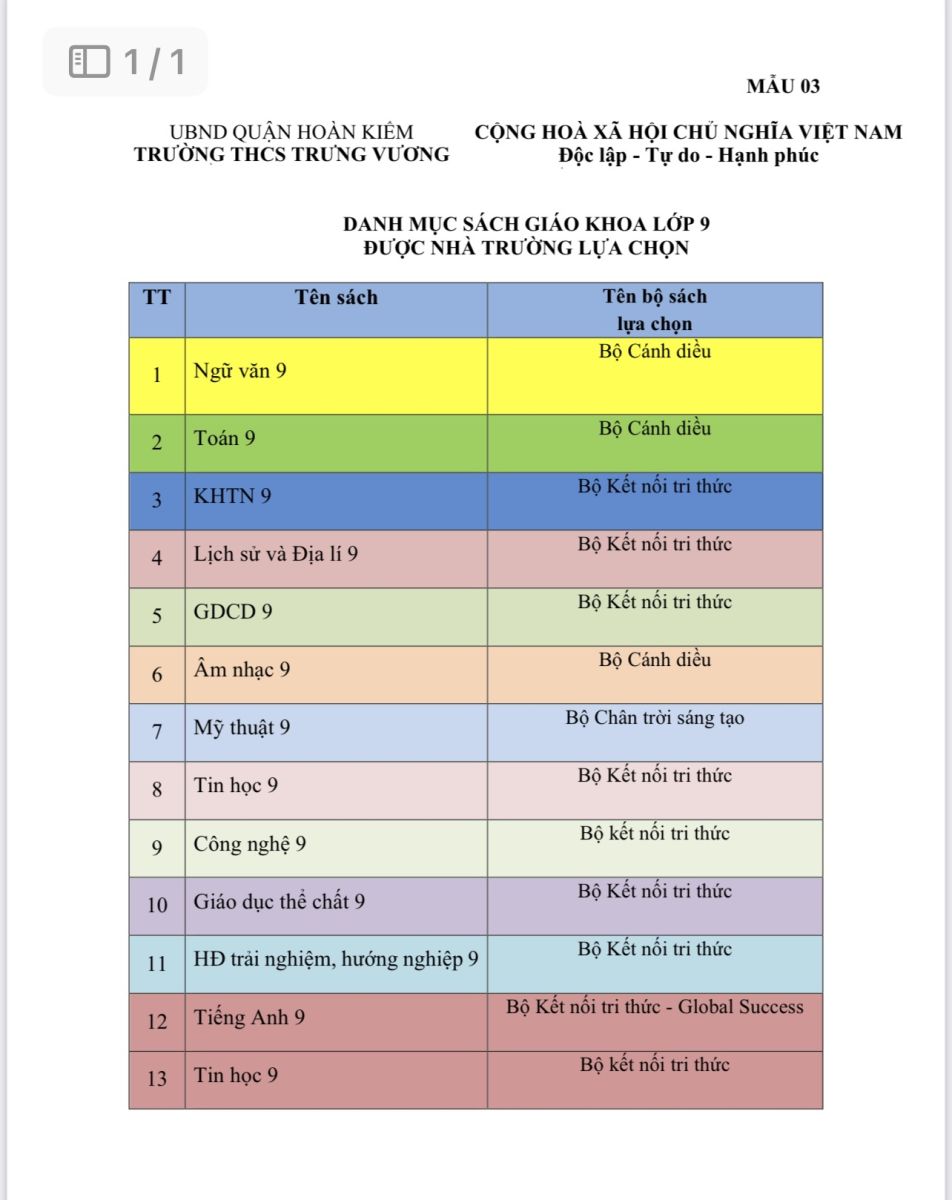 1 / 1
MẪU 03
UBND QUẬN HOÀN KIẾM
CỘNG HOÀ XÃ HỘI CHỦ NGHĨA VIỆT NAM
TRƯỜNG THCS TRƯNG VƯƠNG
Độc lập - Tự do - Hạnh phúc
DANH MỤC SÁCH GIÁO KHOA LỚP 9
ĐƯỢC NHÀ TRƯỜNG LỰA CHỌN
TT Tên sách Tên bộ sách
lựa chọn
1 Ngữ văn 9 Bộ Cánh diều
2 Toán 9 Bộ Cánh diều
3 KHTN 9 Bộ Kết nối tri thức
4 Lịch sử và Địa lí 9 Bộ Kết nối tri thức
5 GDCD 9 Bộ Kết nối tri thức
6 Âm nhạc 9 Bộ Cánh diều
7 Mỹ thuật 9 Bộ Chân trời sáng tạo
8 Tin học 9 Bộ Kết nối tri thức
9 Công nghệ 9 Bộ kết nối tri thức
10 Giáo dục thể chất 9 Bộ Kết nối tri thức
11 HĐ trải nghiệm, hướng nghiệp 9 Bộ Kết nối tri thức
12 Tiếng Anh 9 Bộ Kết nối tri thức - Global Success
13 Tin học 9 Bộ kết nối tri thức